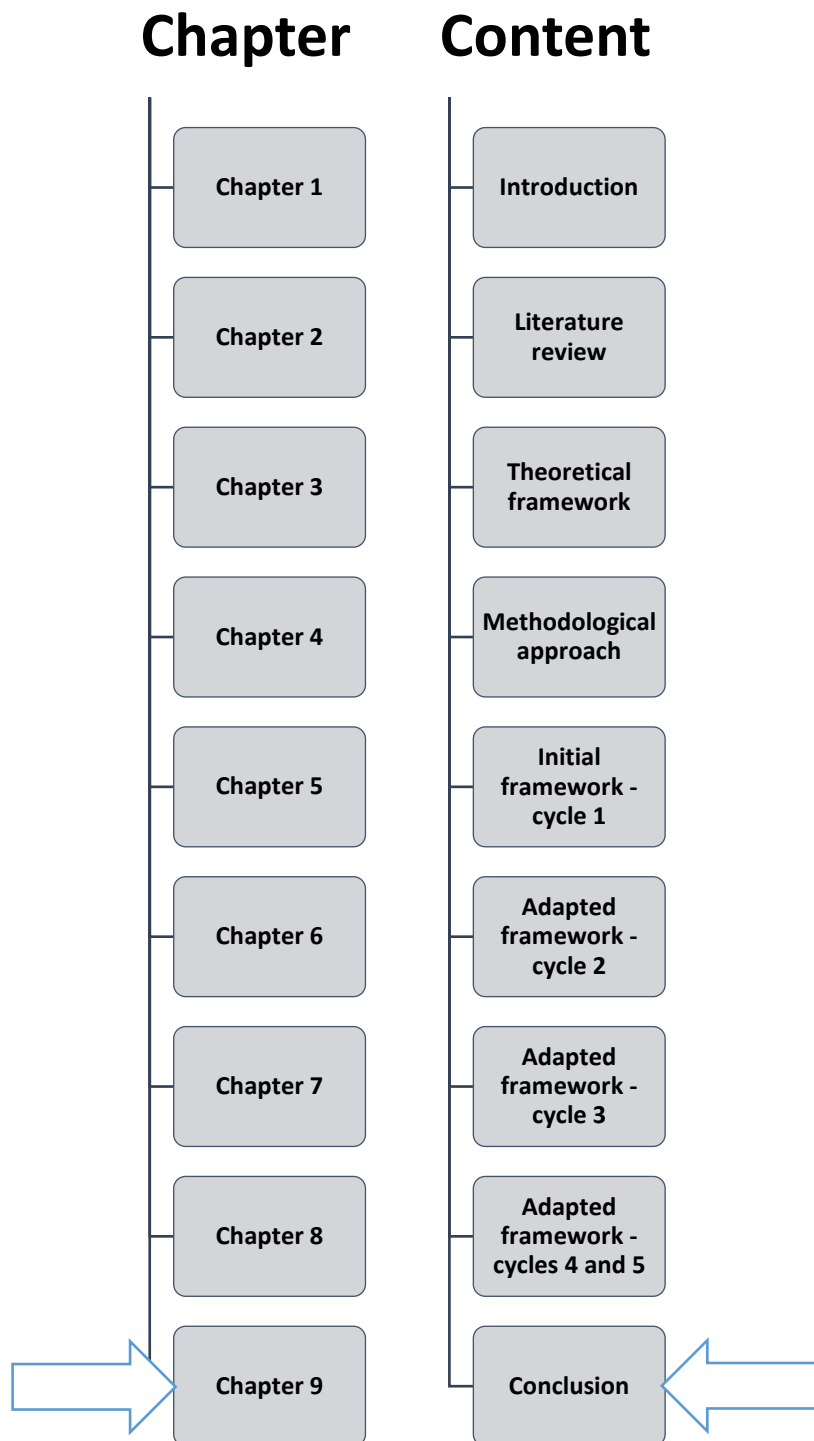 Chapter Content
Chapter 1
Introduction
Chapter 2
Literature
review
Chapter 3
Theoretical
framework
Chapter 4
Methodological
approach
Chapter 5
Initial
framework -
cycle 1
Chapter 6
Adapted
framework -
cycle 2
Chapter 7
Adapted
framework -
cycle 3
Chapter 8
Adapted
framework -
cycles 4 and 5
Chapter 9
Conclusion